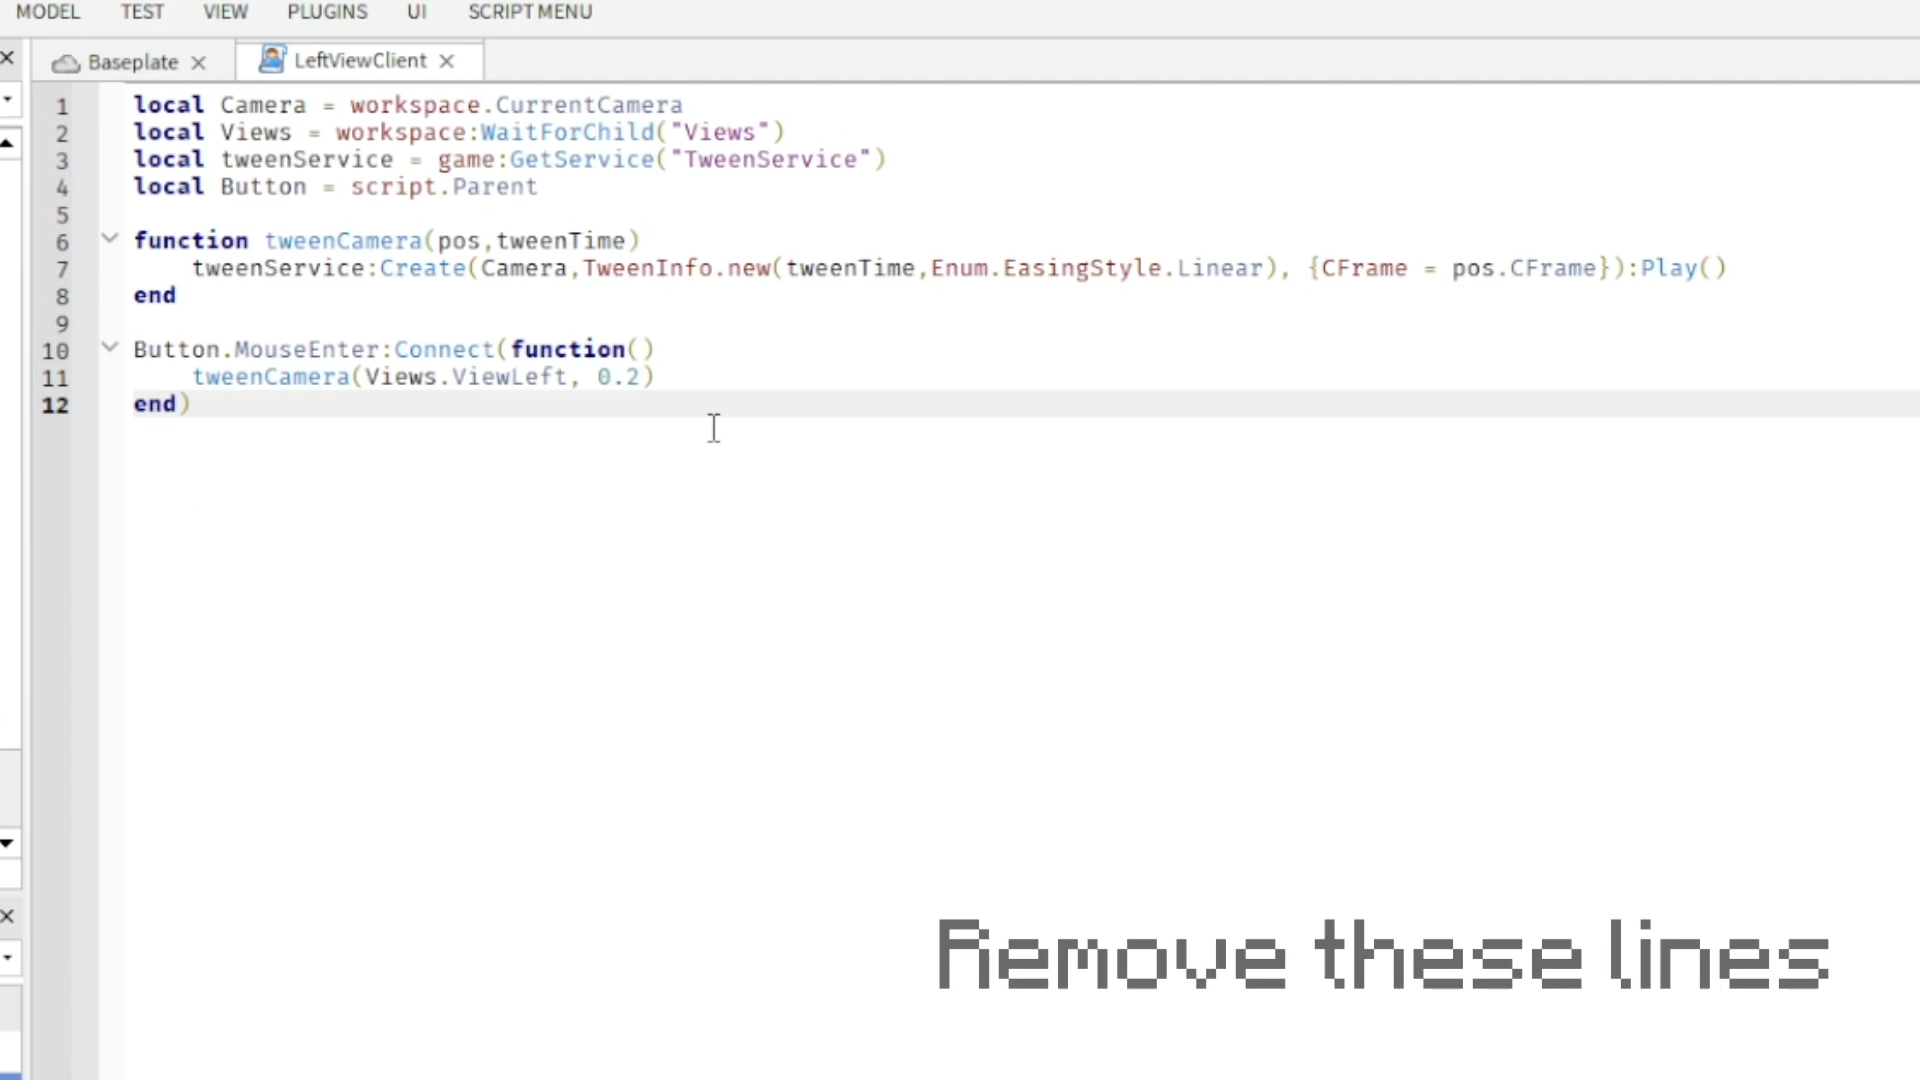 MODEL TEST VIEW PLUGINS UI SCRIPT MENU
Baseplate LeftViewClient
1 local Camera = workspace.CurrentCamera
2 local Views = workspace:WaitForChild("Views")
3 local tweenService = game:GetService("TweenService")
4 local Button = script.Parent
5
6 function tweenCamera(pos,tweenTime)
7 tweenService:Create(Camera,TweenInfo.new(tweenTime,Enum.EasingStyle.Linear), {CFrame = pos.CFrame}):Play()
8 end
9
10 Button.MouseEnter:Connect(function()
11 tweenCamera(Views.ViewLeft, 0.2)
12 end)
Remove these lines